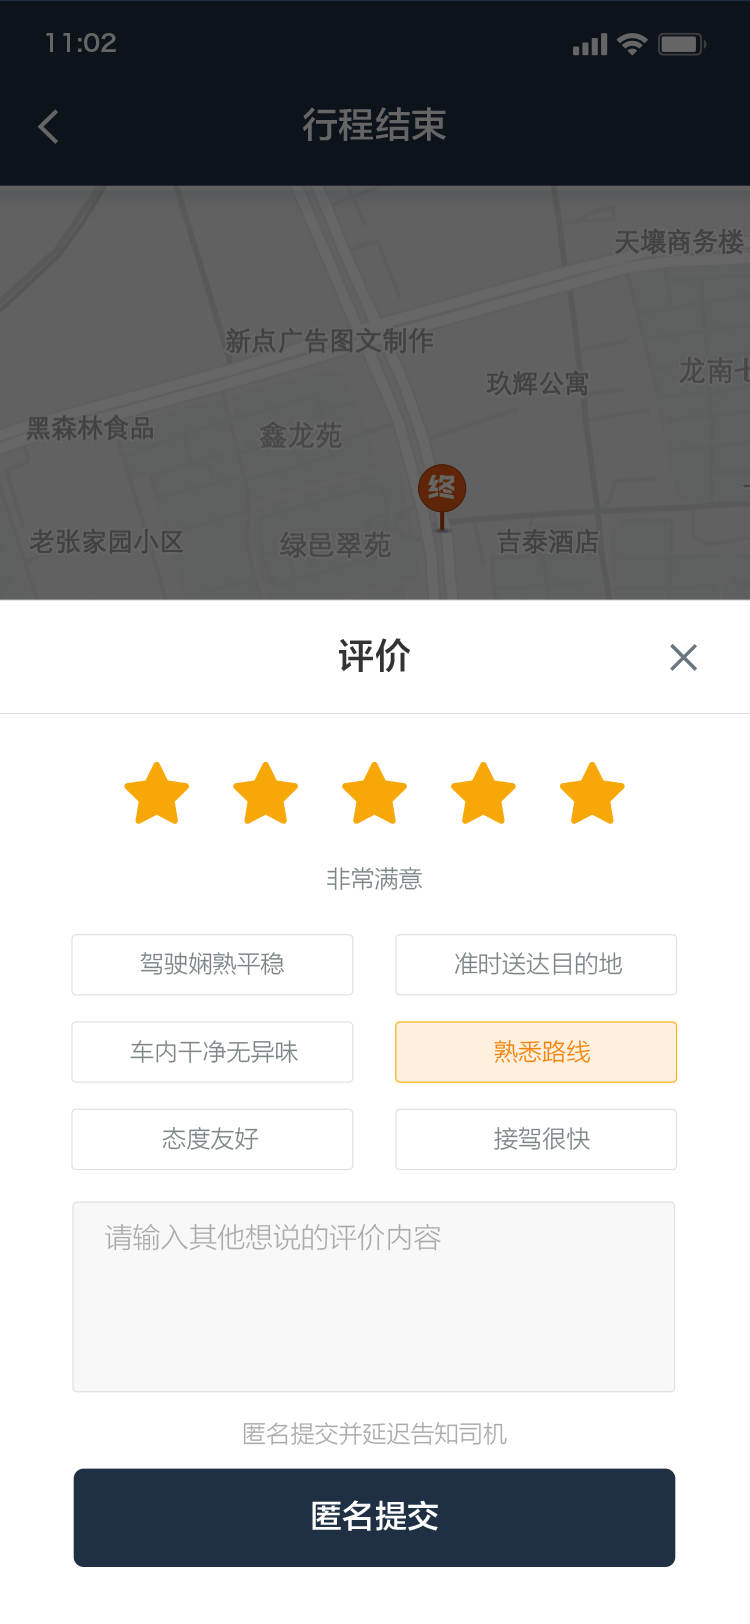 11:02
行程结束
天壤商务楼
新点广告图文制作
玖辉公寓
龙南
黑森林食品
鑫龙苑
终
老张家园小区
绿邑翠苑
吉泰酒店
评价
非常满意
驾驶娴熟平稳
准时送达目的地
车内干净无异味
熟悉路线
态度友好
接驾很快
请输入其他想说的评价内容
匿名提交并延迟告知司机
匿名提交